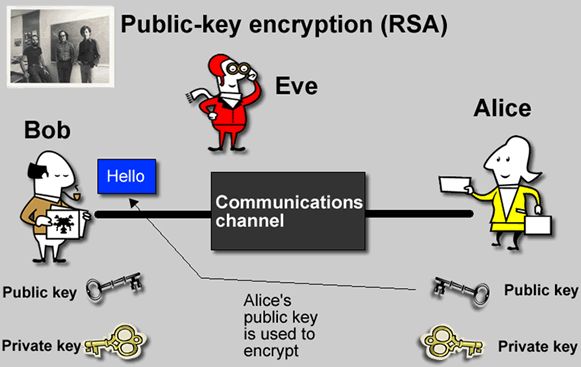 Public-key encryption (RSA)
Eve
Alice
Bob
Hello
Communications
channel
Public key
Private key
Alice's
public key
is used to
encrypt
Public key
Private key